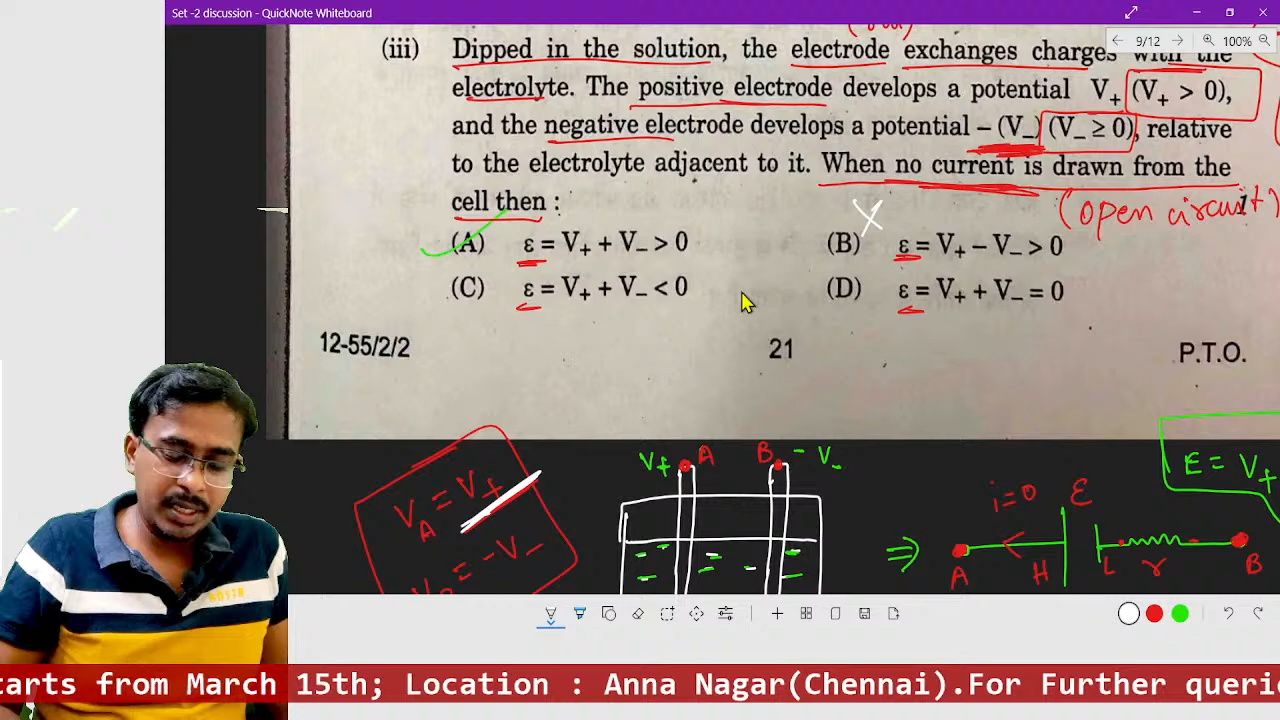 Set -2 discussion - QuickNote Whiteboard
9/12
100%
(iii) Dipped in the solution, the electrode exchanges charges with the
electrolyte. The positive electrode develops a potential V₊ (V₊ > 0),
and the negative electrode develops a potential – (V₋) (V₋ ≥ 0), relative
to the electrolyte adjacent to it. When no current is drawn from the
cell then : 1
(open circuit)
(A) ε = V₊ + V₋ > 0 (B) ε = V₊ – V₋ > 0
(C) ε = V₊ + V₋ < 0 (D) ε = V₊ + V₋ = 0
12-55/2/2 21 P.T.O.
V₊ A B - V₋
E = V₊
V_A = V₊
= -V₋
i=0 ε
⇒ A H L r B
tarts from March 15th; Location : Anna Nagar(Chennai).For Further querie